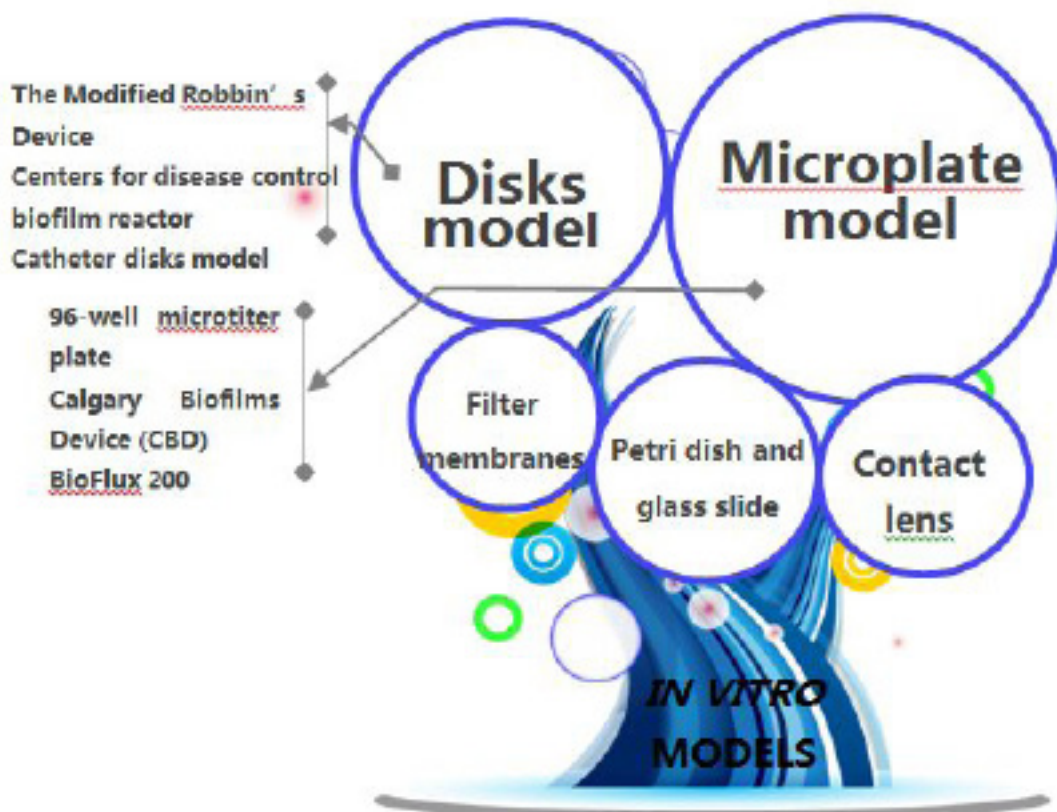 The Modified Robbin’ s
Device
Centers for disease control
biofilm reactor
Catheter disks model
96-well microtiter
plate
Calgary Biofilms
Device (CBD)
BioFlux 200
Disks
model
Microplate
model
Filter
membranes
Petri dish and
glass slide
Contact
lens
IN VITRO
MODELS